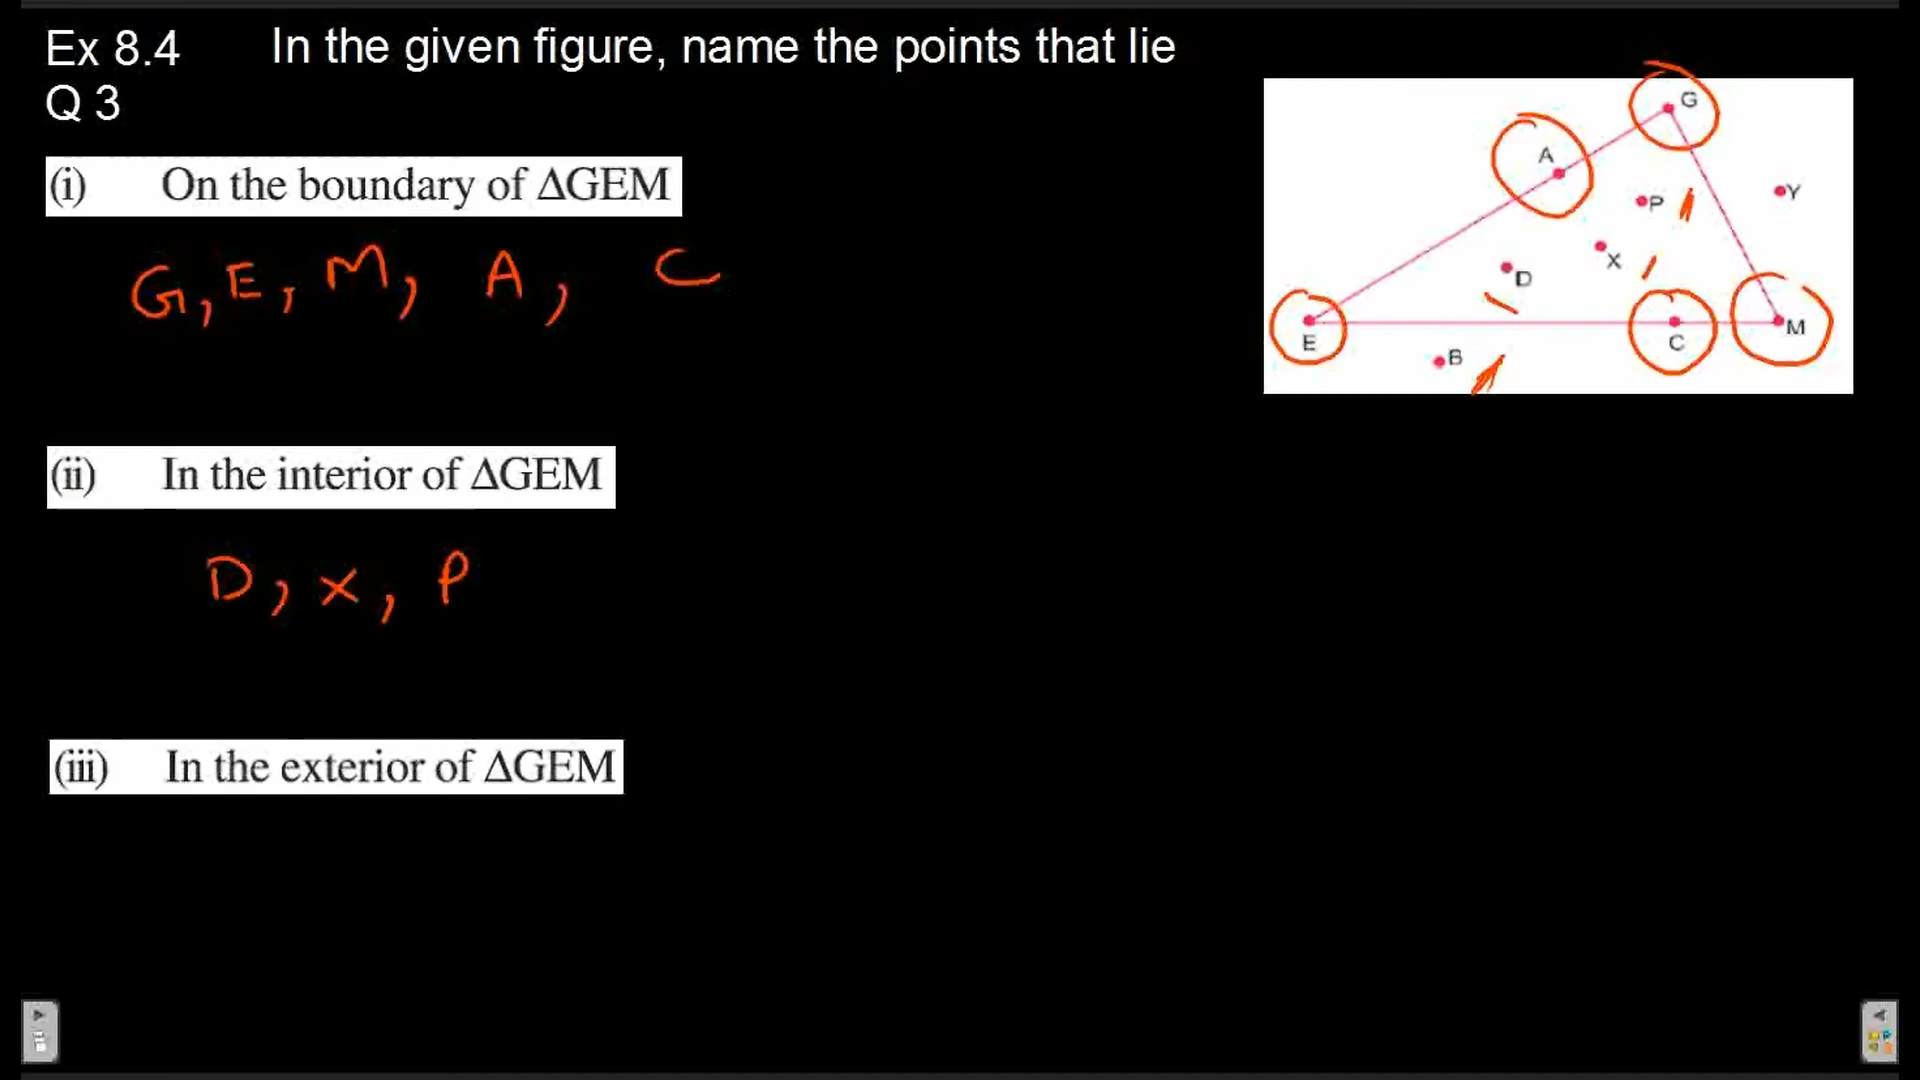 Ex 8.4 In the given figure, name the points that lie
Q 3
(i) On the boundary of ΔGEM
G, E, M, A, C
(ii) In the interior of ΔGEM
D, X, P
(iii) In the exterior of ΔGEM
G
A
P
Y
X
D
E
C
M
B